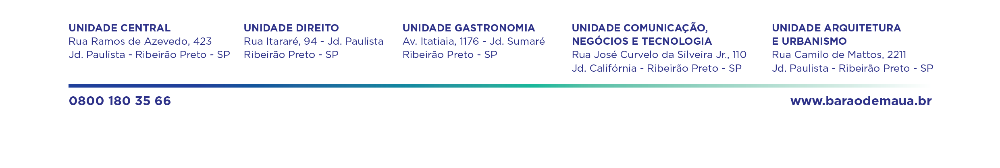 UNIDADE CENTRAL
Rua Ramos de Azevedo, 423
Jd. Paulista - Ribeirão Preto - SP
UNIDADE DIREITO
Rua Itararé, 94 - Jd. Paulista
Ribeirão Preto - SP
UNIDADE GASTRONOMIA
Av. Itatiaia, 1176 - Jd. Sumaré
Ribeirão Preto - SP
UNIDADE COMUNICAÇÃO,
NEGÓCIOS E TECNOLOGIA
Rua José Curvelo da Silveira Jr., 110
Jd. Califórnia - Ribeirão Preto - SP
UNIDADE ARQUITETURA
E URBANISMO
Rua Camilo de Mattos, 2211
Jd. Paulista - Ribeirão Preto - SP
0800 180 35 66
www.baraodemaua.br